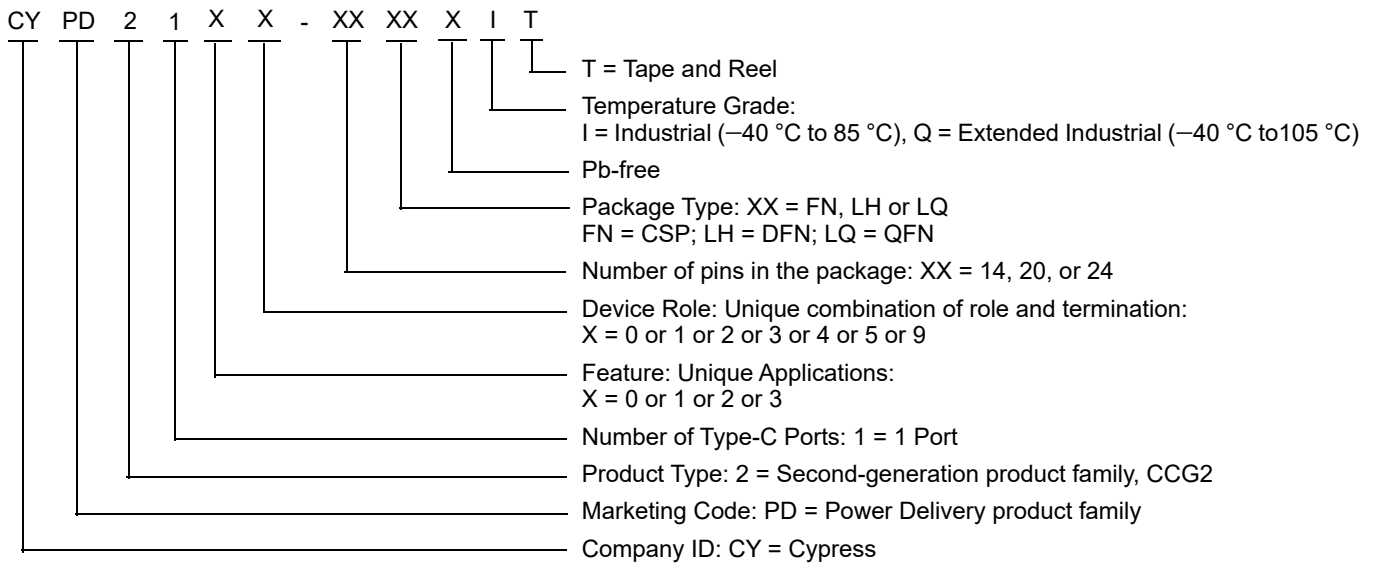 CY PD 2 1 X X - XX XX X I T
T = Tape and Reel
Temperature Grade:
I = Industrial (–40 °C to 85 °C), Q = Extended Industrial (–40 °C to105 °C)
Pb-free
Package Type: XX = FN, LH or LQ
FN = CSP; LH = DFN; LQ = QFN
Number of pins in the package: XX = 14, 20, or 24
Device Role: Unique combination of role and termination:
X = 0 or 1 or 2 or 3 or 4 or 5 or 9
Feature: Unique Applications:
X = 0 or 1 or 2 or 3
Number of Type-C Ports: 1 = 1 Port
Product Type: 2 = Second-generation product family, CCG2
Marketing Code: PD = Power Delivery product family
Company ID: CY = Cypress